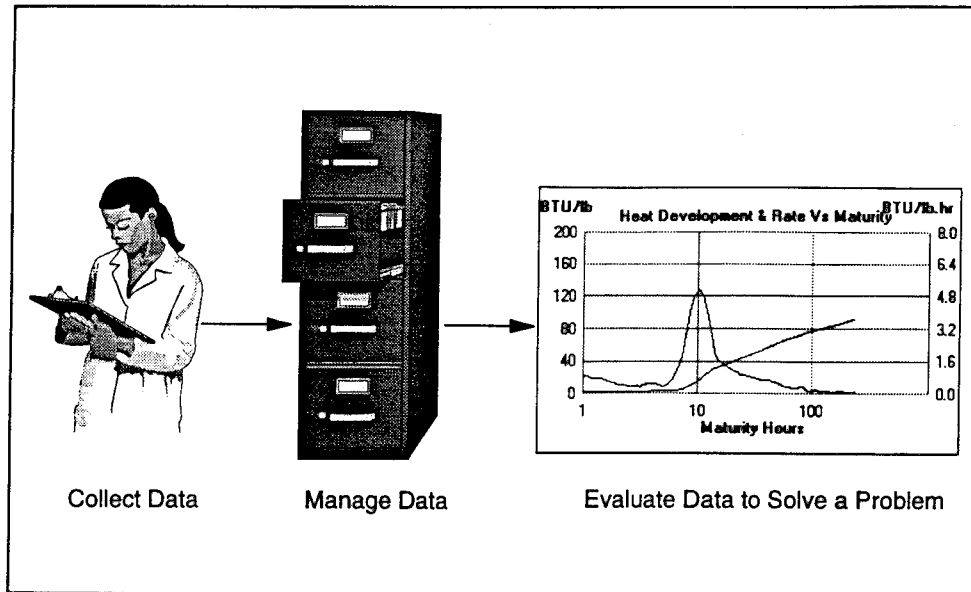 BTU/lb
BTU/lb.hr
Heat Development & Rate Vs Maturity
200
160
120
80
40
0
8.0
6.4
4.8
3.2
1.6
0.0
1
10
100
Maturity Hours
Collect Data
Manage Data
Evaluate Data to Solve a Problem